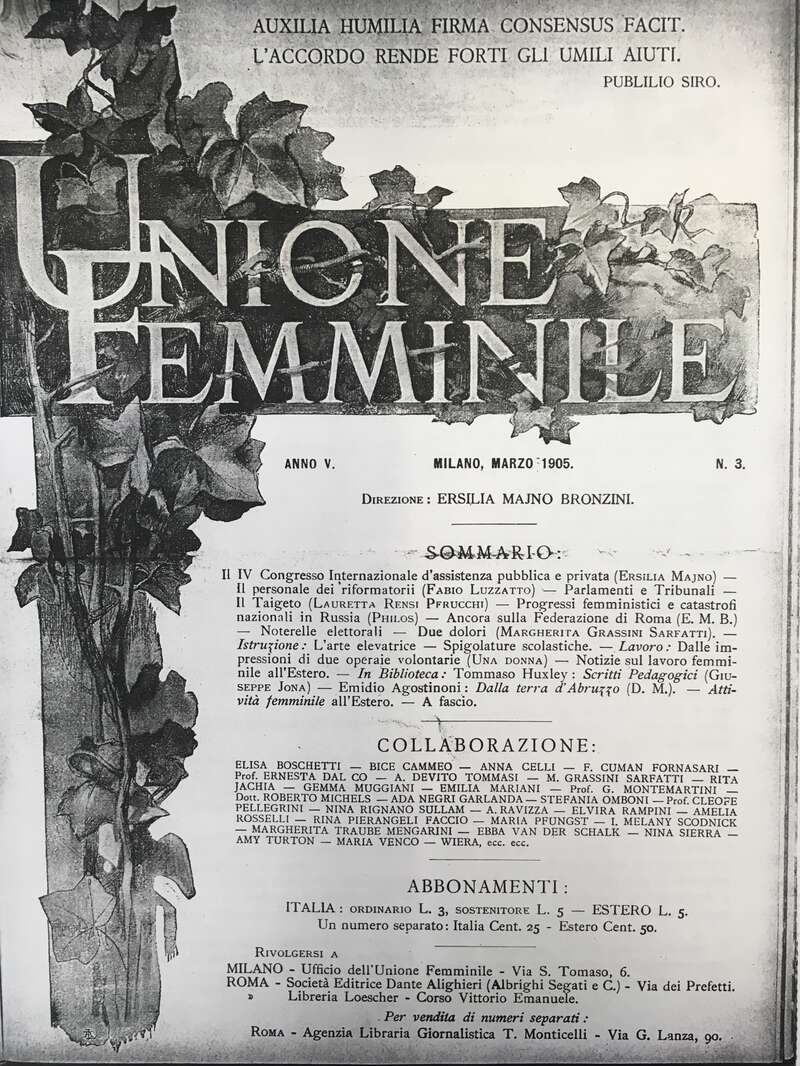 AUXILIA HUMILIA FIRMA CONSENSUS FACIT.
L'ACCORDO RENDE FORTI GLI UMILI AIUTI.
PUBLILIO SIRO.
UNIONE
FEMMINILE
ANNO V. MILANO, MARZO 1905. N. 3.
DIREZIONE: ERSILIA MAJNO BRONZINI.
SOMMARIO:
Il IV Congresso Internazionale d'assistenza pubblica e privata (ERSILIA MAJNO) —
Il personale dei riformatorii (FABIO LUZZATTO) — Parlamenti e Tribunali —
Il Taigeto (LAURETTA RENSI PERUCCHI) — Progressi femministici e catastrofi
nazionali in Russia (PHILOS) — Ancora sulla Federazione di Roma (E. M. B.)
— Noterelle elettorali — Due dolori (MARGHERITA GRASSINI SARFATTI). —
Istruzione: L'arte elevatrice — Spigolature scolastiche. — Lavoro: Dalle im-
pressioni di due operaie volontarie (UNA DONNA) — Notizie sul lavoro femmi-
nile all'Estero. — In Biblioteca: Tommaso Huxley: Scritti Pedagogici (GIU-
SEPPE JONA) — Emidio Agostinoni: Dalla terra d'Abruzzo (D. M.). — Atti-
vità femminile all'Estero. — A fascio.
COLLABORAZIONE:
ELISA BOSCHETTI — BICE CAMMEO — ANNA CELLI — F. CUMAN FORNASARI —
Prof. ERNESTA DAL CO — A. DEVITO TOMMASI — M. GRASSINI SARFATTI — RITA
JACHIA — GEMMA MUGGIANI — EMILIA MARIANI — Prof. G. MONTEMARTINI —
Dott. ROBERTO MICHELS — ADA NEGRI GARLANDA — STEFANIA OMBONI — Prof. CLEOFE
PELLEGRINI — NINA RIGNANO SULLAM — A. RAVIZZA — ELVIRA RAMPINI — AMELIA
ROSSELLI — RINA PIERANGELI FACCIO — MARIA PFUNGST — I. MELANY SCODNICK
— MARGHERITA TRAUBE MENGARINI — EBBA VAN DER SCHALK — NINA SIERRA —
AMY TURTON — MARIA VENCO — WIERA, ecc. ecc.
ABBONAMENTI:
ITALIA: ORDINARIO L. 3, SOSTENITORE L. 5 — ESTERO L. 5.
Un numero separato: Italia Cent. 25 - Estero Cent. 50.
RIVOLGERSI A
MILANO - Ufficio dell'Unione Femminile - Via S. Tomaso, 6.
ROMA - Società Editrice Dante Alighieri (Albrighi Segati e C.) - Via dei Prefetti.
» Libreria Loescher - Corso Vittorio Emanuele.
Per vendita di numeri separati:
ROMA - Agenzia Libraria Giornalistica T. Monticelli - Via G. Lanza, 90.